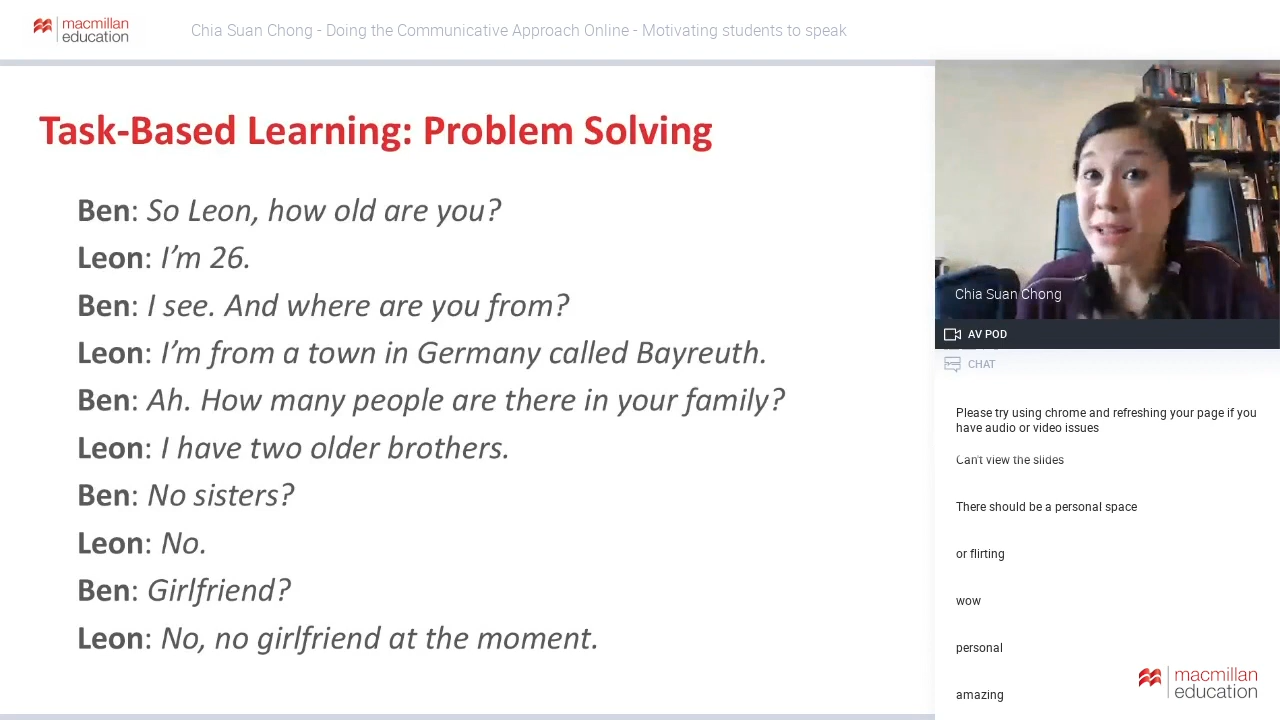 macmillan
education
Chia Suan Chong - Doing the Communicative Approach Online - Motivating students to speak
Task-Based Learning: Problem Solving
Ben: So Leon, how old are you?
Leon: I’m 26.
Ben: I see. And where are you from?
Leon: I’m from a town in Germany called Bayreuth.
Ben: Ah. How many people are there in your family?
Leon: I have two older brothers.
Ben: No sisters?
Leon: No.
Ben: Girlfriend?
Leon: No, no girlfriend at the moment.
Chia Suan Chong
AV POD
CHAT
Please try using chrome and refreshing your page if you
have audio or video issues
Can't view the slides
There should be a personal space
or flirting
wow
personal
amazing
macmillan
education